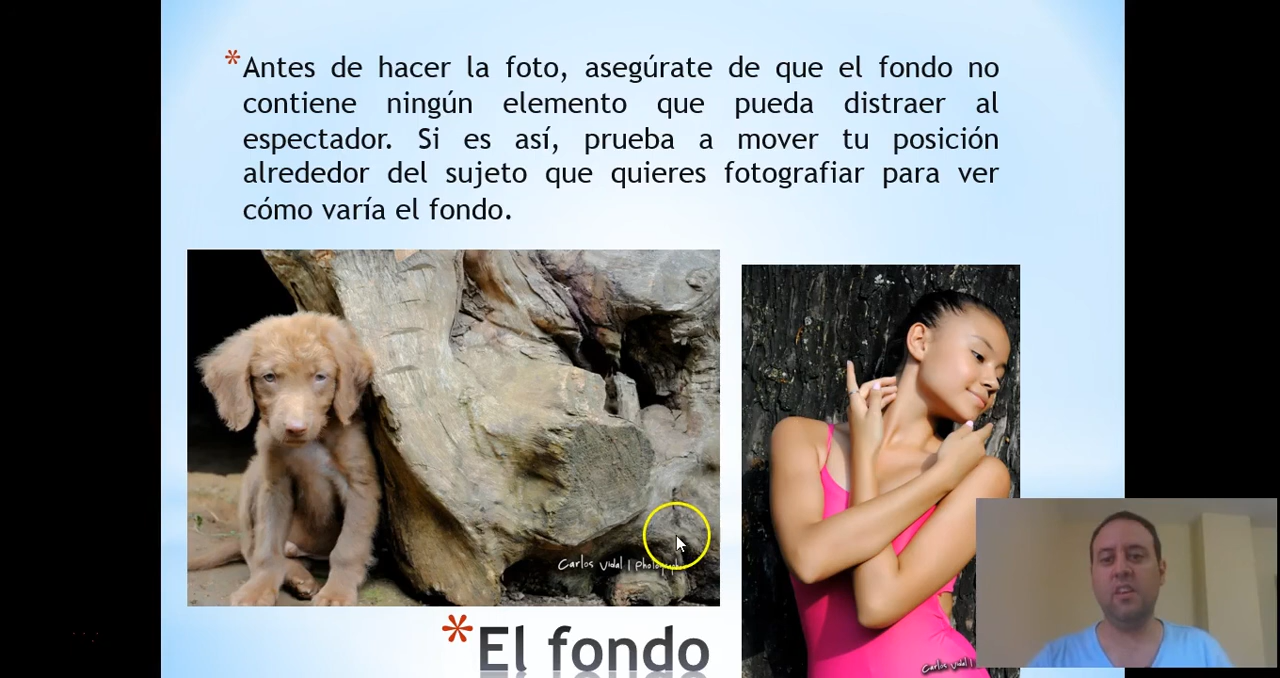 *Antes de hacer la foto, asegúrate de que el fondo no
contiene ningún elemento que pueda distraer al
espectador. Si es así, prueba a mover tu posición
alrededor del sujeto que quieres fotografiar para ver
cómo varía el fondo.
Carlos Vidal |
*El fondo
Carlos Vidal |